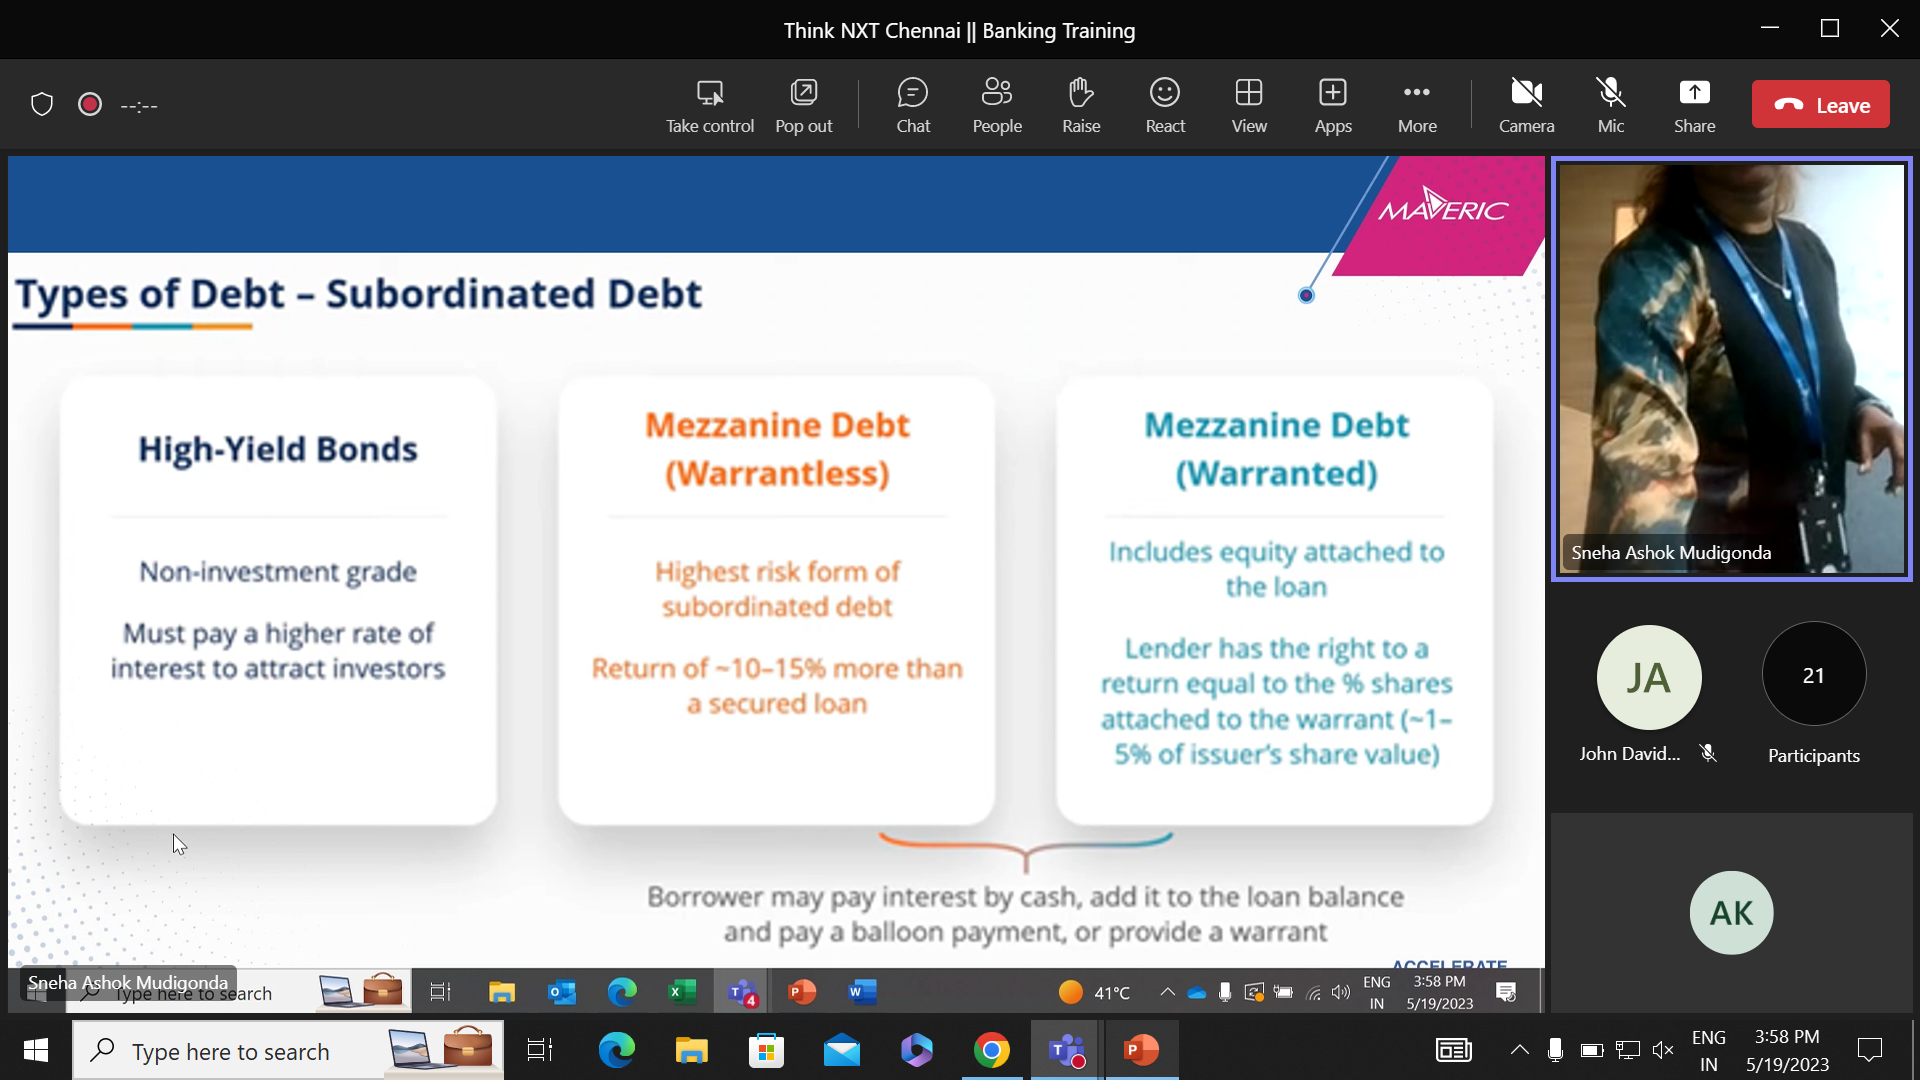 Think NXT Chennai || Banking Training
--:--
Take control
Pop out
Chat
People
Raise
React
View
Apps
More
Camera
Mic
Share
Leave
MAVERIC
Types of Debt – Subordinated Debt
High-Yield Bonds
Non-investment grade
Must pay a higher rate of
interest to attract investors
Mezzanine Debt
(Warrantless)
Highest risk form of
subordinated debt
Return of ~10–15% more than
a secured loan
Mezzanine Debt
(Warranted)
Includes equity attached to
the loan
Lender has the right to a
return equal to the % shares
attached to the warrant (~1–
5% of issuer's share value)
Borrower may pay interest by cash, add it to the loan balance
and pay a balloon payment, or provide a warrant
ACCELERATE
Sneha Ashok Mudigonda
JA
John David...
21
Participants
AK
Sneha Ashok Mudigonda
Type here to search
4
41°C
ENG
IN
3:58 PM
5/19/2023
Type here to search
ENG
IN
3:58 PM
5/19/2023